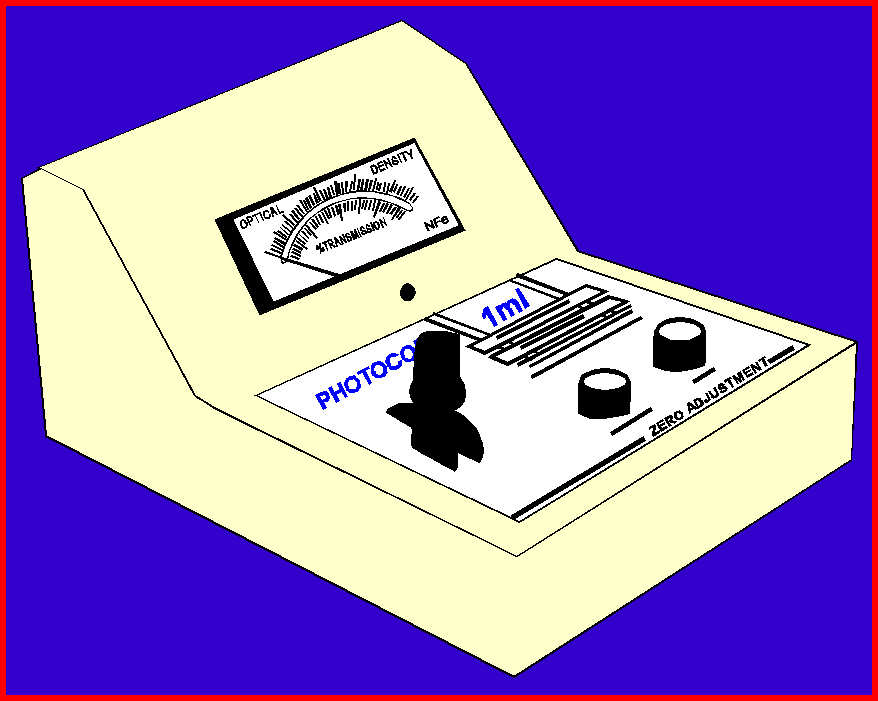 OPTICAL DENSITY
%TRANSMISSION
NFe
PHOTOCO
1ml
ZERO ADJUSTMENT